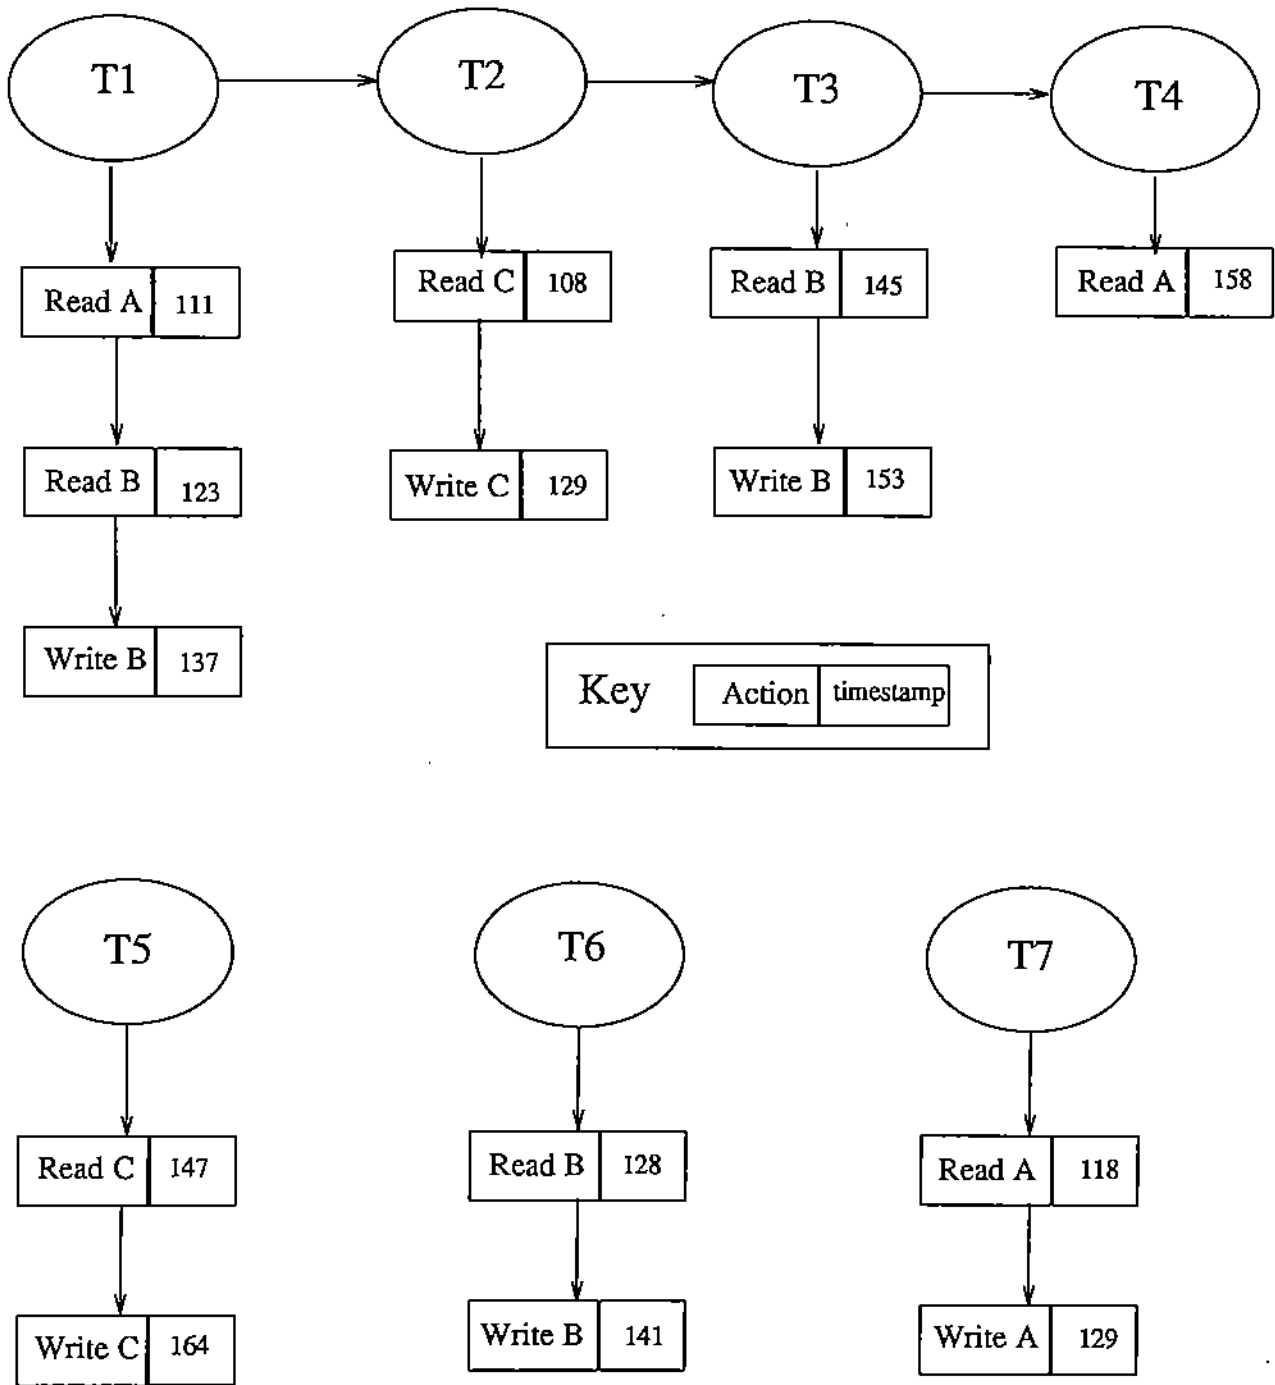 T1 T2 T3 T4
Read A 111 Read C 108 Read B 145 Read A 158
Read B 123 Write C 129 Write B 153
Write B 137
Key Action timestamp
T5 T6 T7
Read C 147 Read B 128 Read A 118
Write C 164 Write B 141 Write A 129